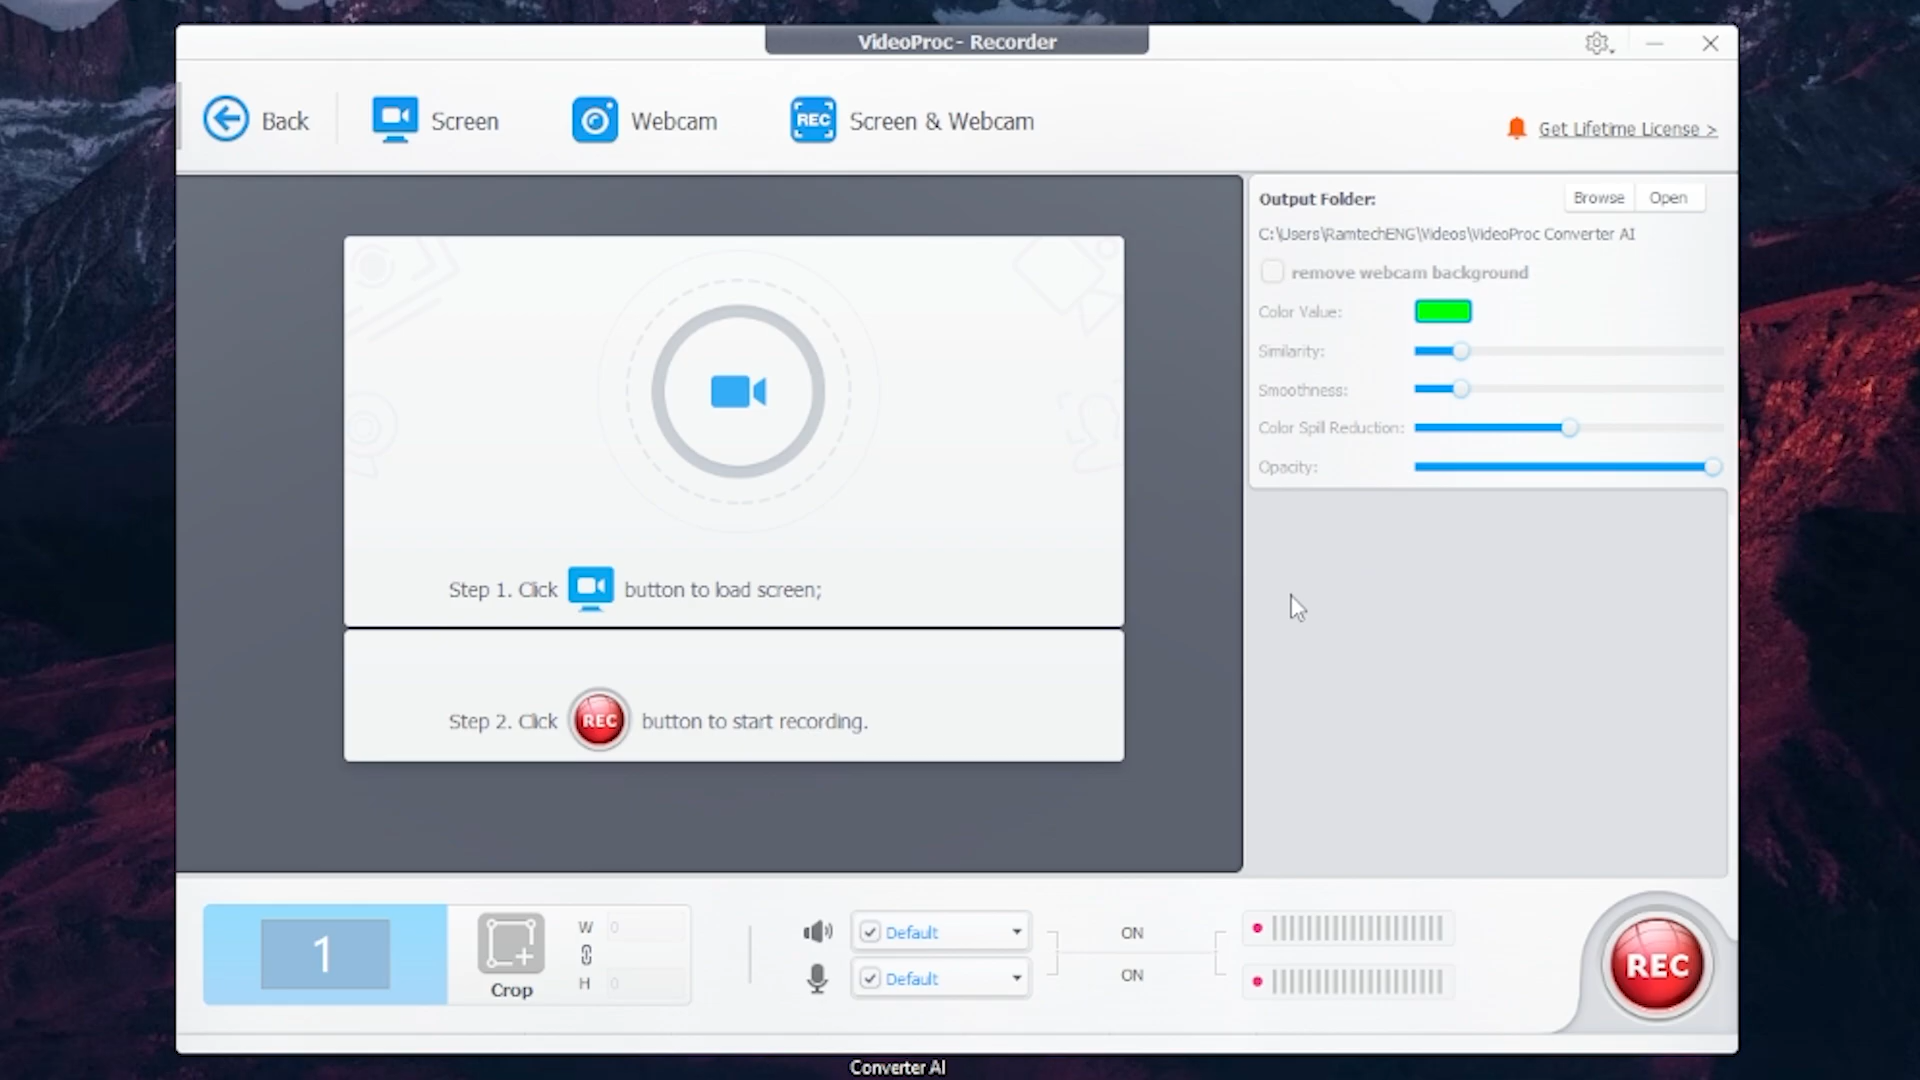 VideoProc - Recorder
Back
Screen
Webcam
REC
Screen & Webcam
Get Lifetime License >
Output Folder:
Browse
Open
C:\Users\RamtechENG\Videos\VideoProc Converter AI
remove webcam background
Color Value:
Similarity:
Smoothness:
Color Spill Reduction:
Opacity:
Step 1. Click button to load screen;
Step 2. Click REC button to start recording.
1
Crop
W 0
H 0
Default
ON
Default
ON
REC
Converter AI